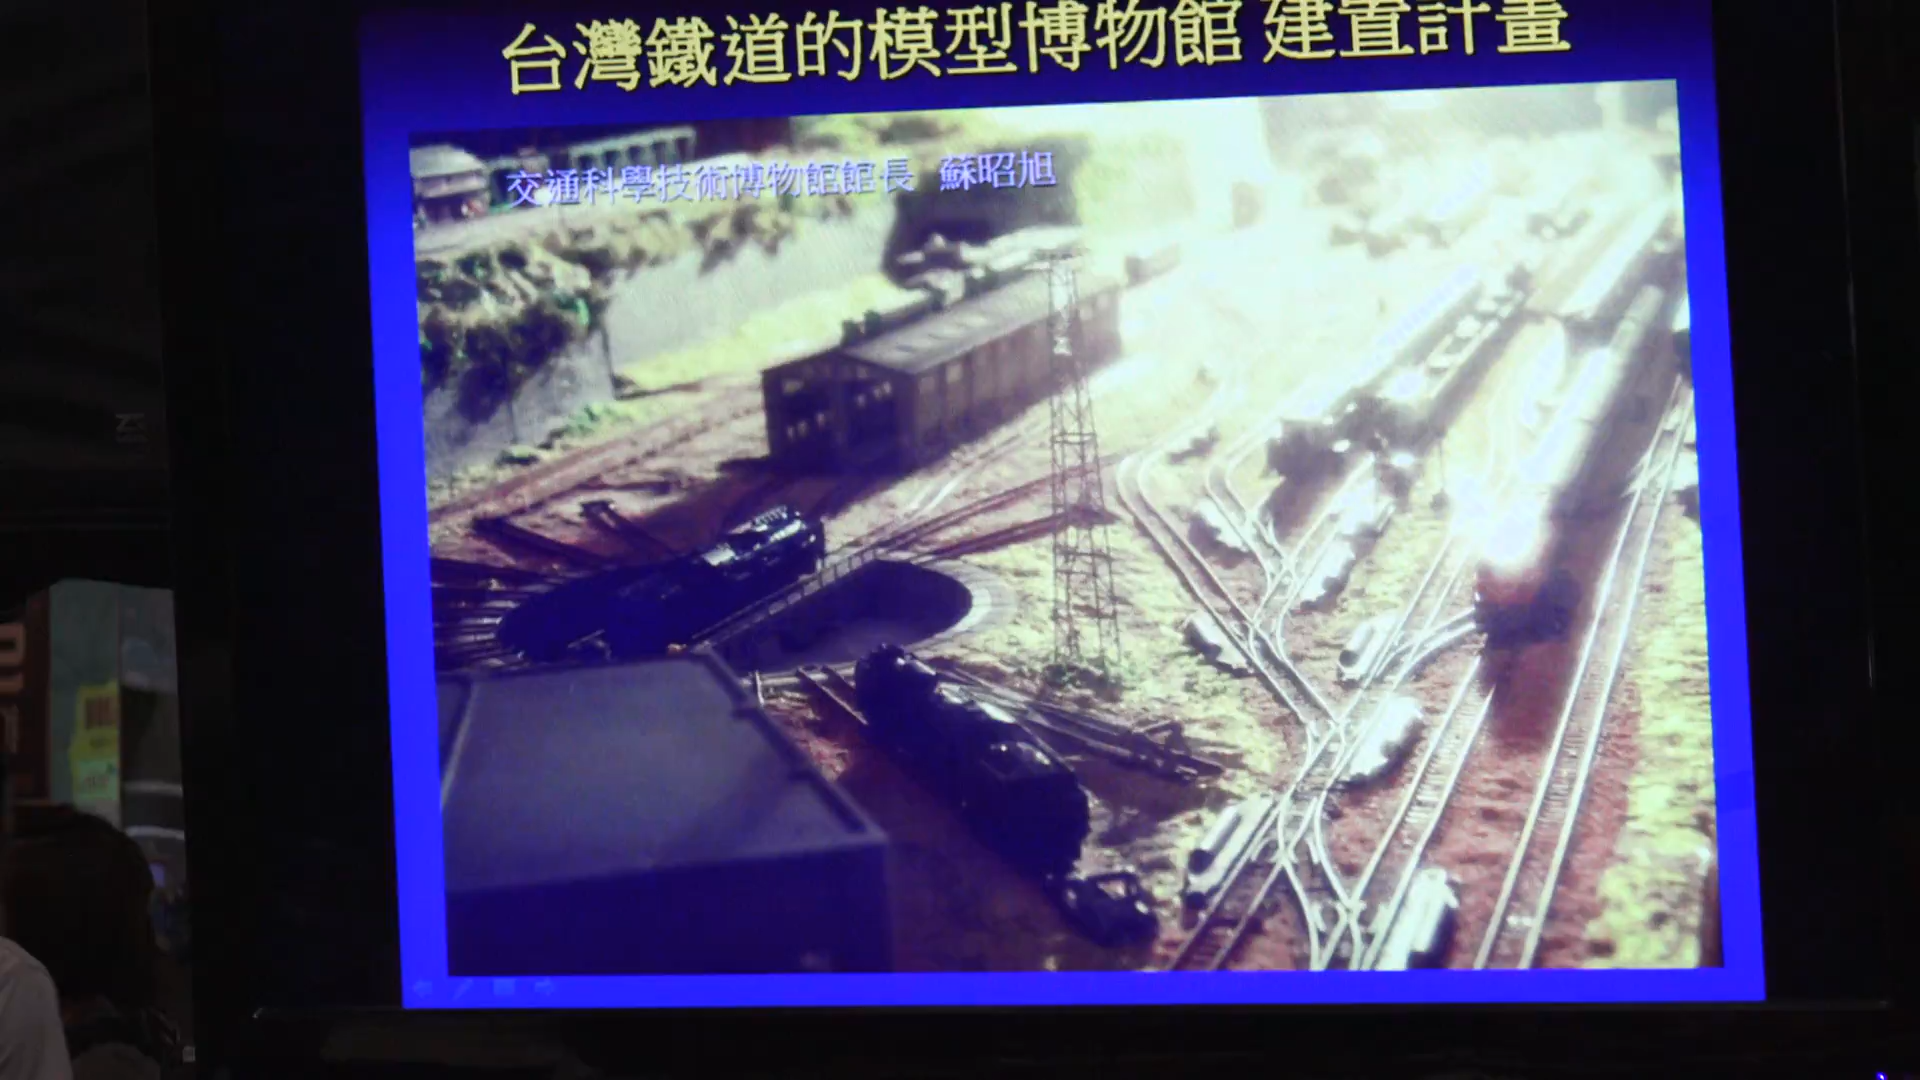 台灣鐵道的模型博物館 建置計畫
交通科學技術博物館館長 蘇昭旭